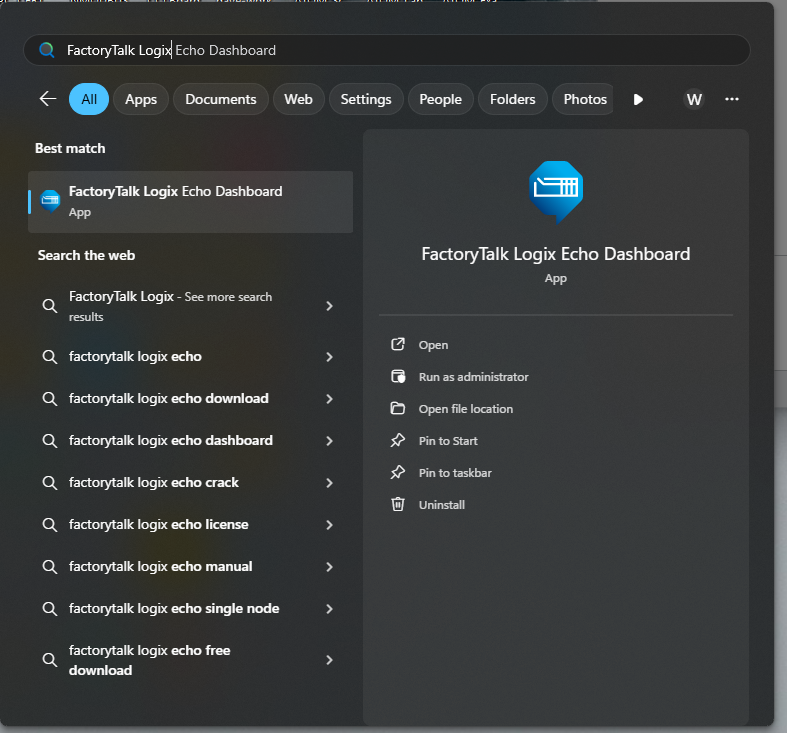 FactoryTalk Logix Echo Dashboard
All
Apps
Documents
Web
Settings
People
Folders
Photos
W
Best match
FactoryTalk Logix Echo Dashboard
App
Search the web
FactoryTalk Logix - See more search
results
factorytalk logix echo
factorytalk logix echo download
factorytalk logix echo dashboard
factorytalk logix echo crack
factorytalk logix echo license
factorytalk logix echo manual
factorytalk logix echo single node
factorytalk logix echo free
download
FactoryTalk Logix Echo Dashboard
App
Open
Run as administrator
Open file location
Pin to Start
Pin to taskbar
Uninstall